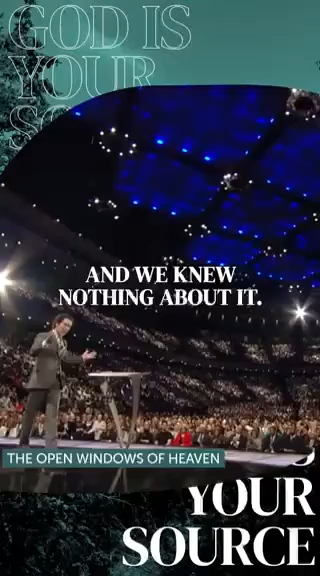 GOD IS
YOUR
AND WE KNEW
NOTHING ABOUT IT.
THE OPEN WINDOWS OF HEAVEN
YOUR
SOURCE